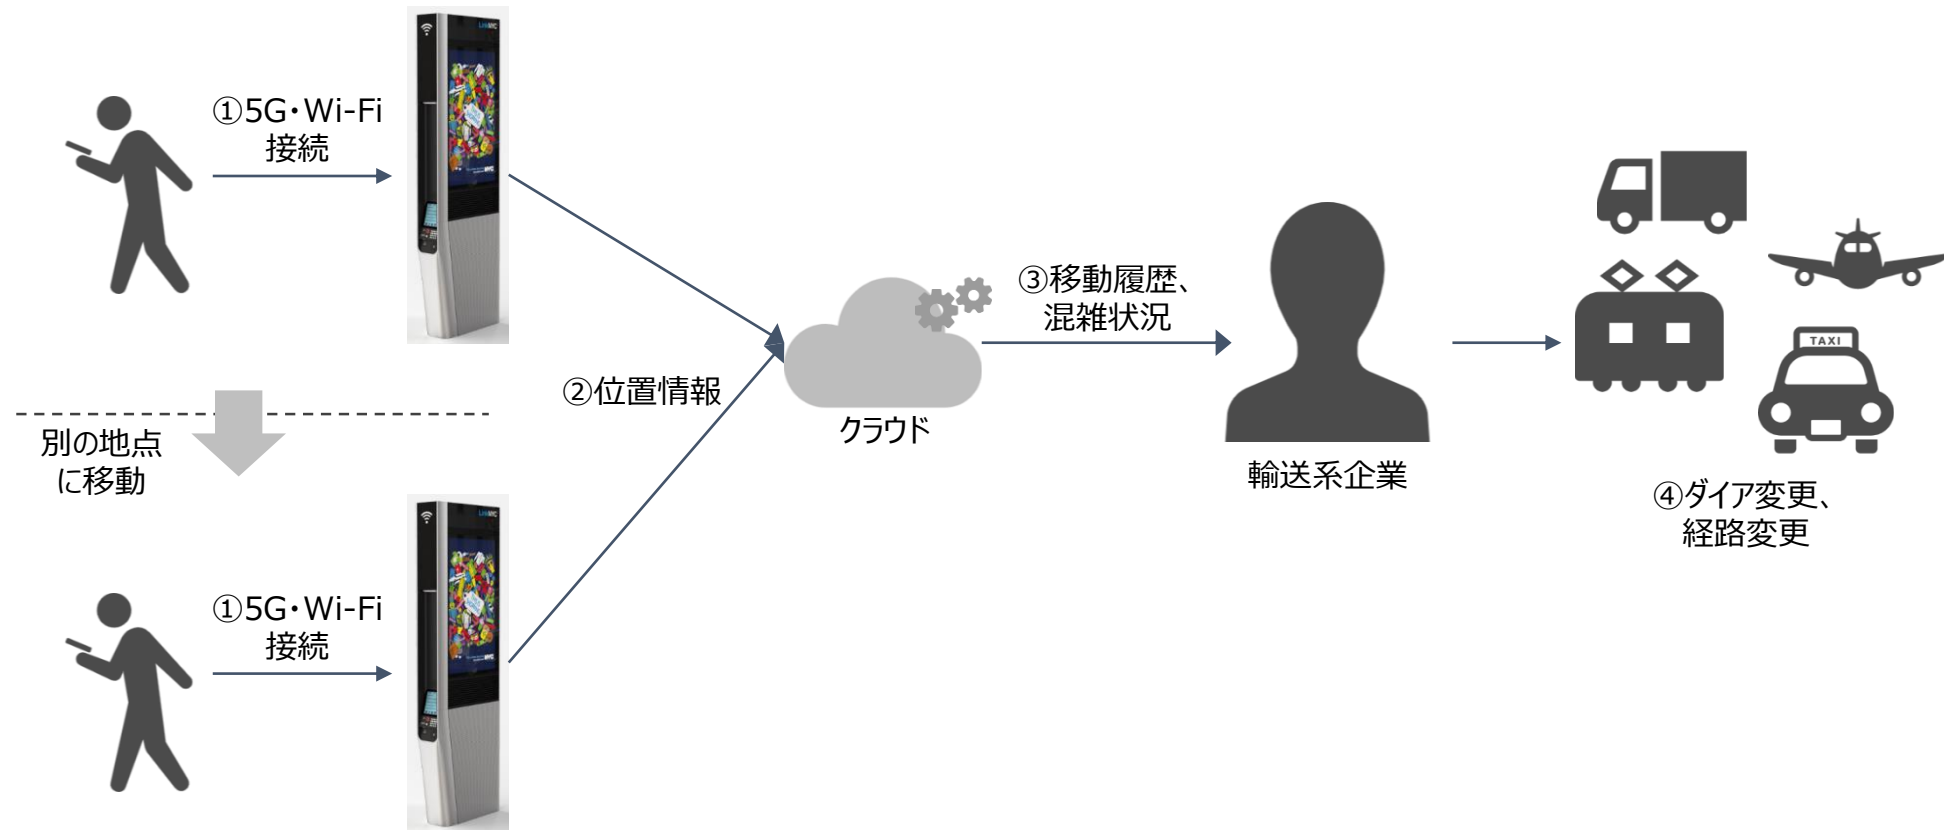 ①5G・Wi-Fi
接続
LinkNYC
別の地点
に移動
①5G・Wi-Fi
接続
LinkNYC
②位置情報
クラウド
③移動履歴、
混雑状況
輸送系企業
TAXI
④ダイア変更、
経路変更